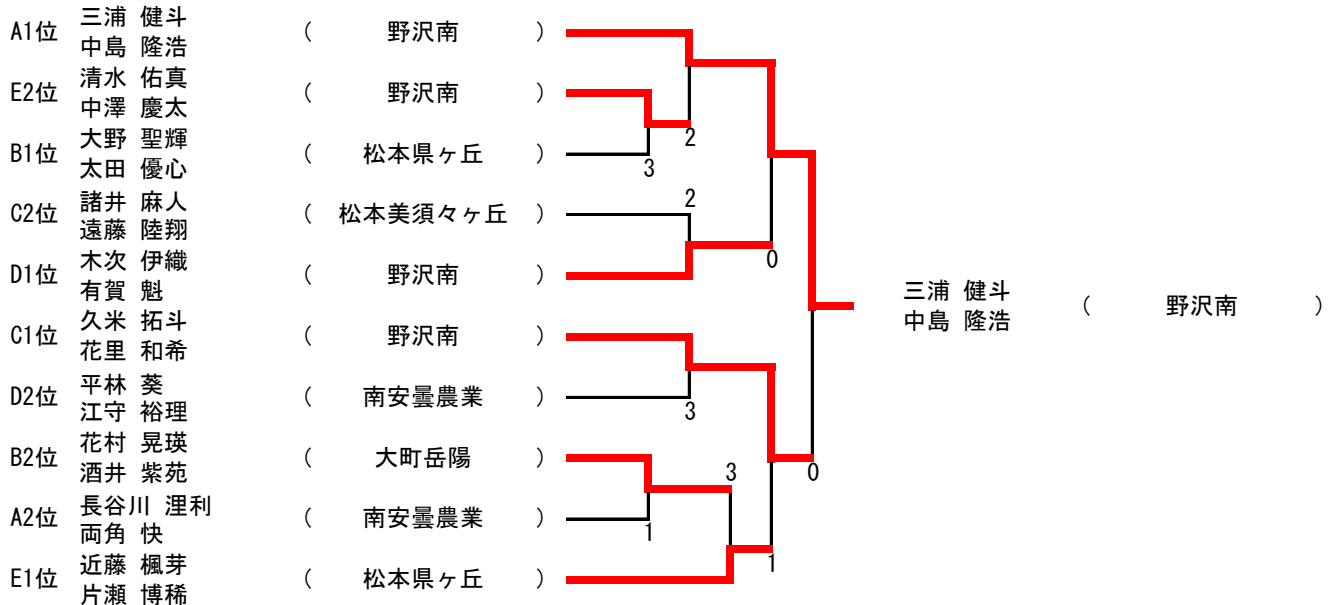 A1位 三浦 健斗
中島 隆浩 ( 野沢南 )
E2位 清水 佑真
中澤 慶太 ( 野沢南 )
2
B1位 大野 聖輝
太田 優心 ( 松本県ヶ丘 )
3
C2位 諸井 麻人
遠藤 陸翔 ( 松本美須々ヶ丘 )
2
D1位 木次 伊織
有賀 魁 ( 野沢南 )
0
三浦 健斗
中島 隆浩 ( 野沢南 )
C1位 久米 拓斗
花里 和希 ( 野沢南 )
D2位 平林 葵
江守 裕理 ( 南安曇農業 )
3
B2位 花村 晃瑛
酒井 紫苑 ( 大町岳陽 )
3
0
A2位 長谷川 浬利
両角 快 ( 南安曇農業 )
1
E1位 近藤 楓芽
片瀬 博稀 ( 松本県ヶ丘 )
1